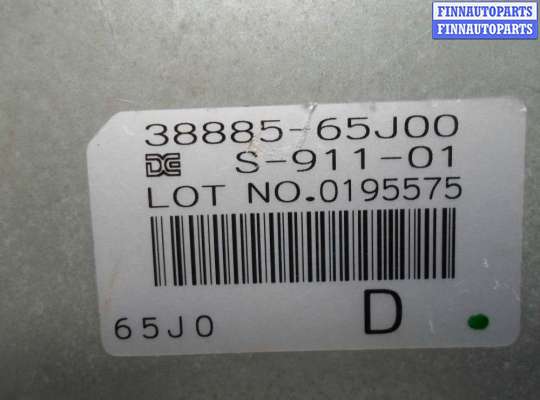 FINNAUTOPARTS
FINNAUTOPARTS
38885-65J00
S-911-01
LOT NO.0195575
65J0 D